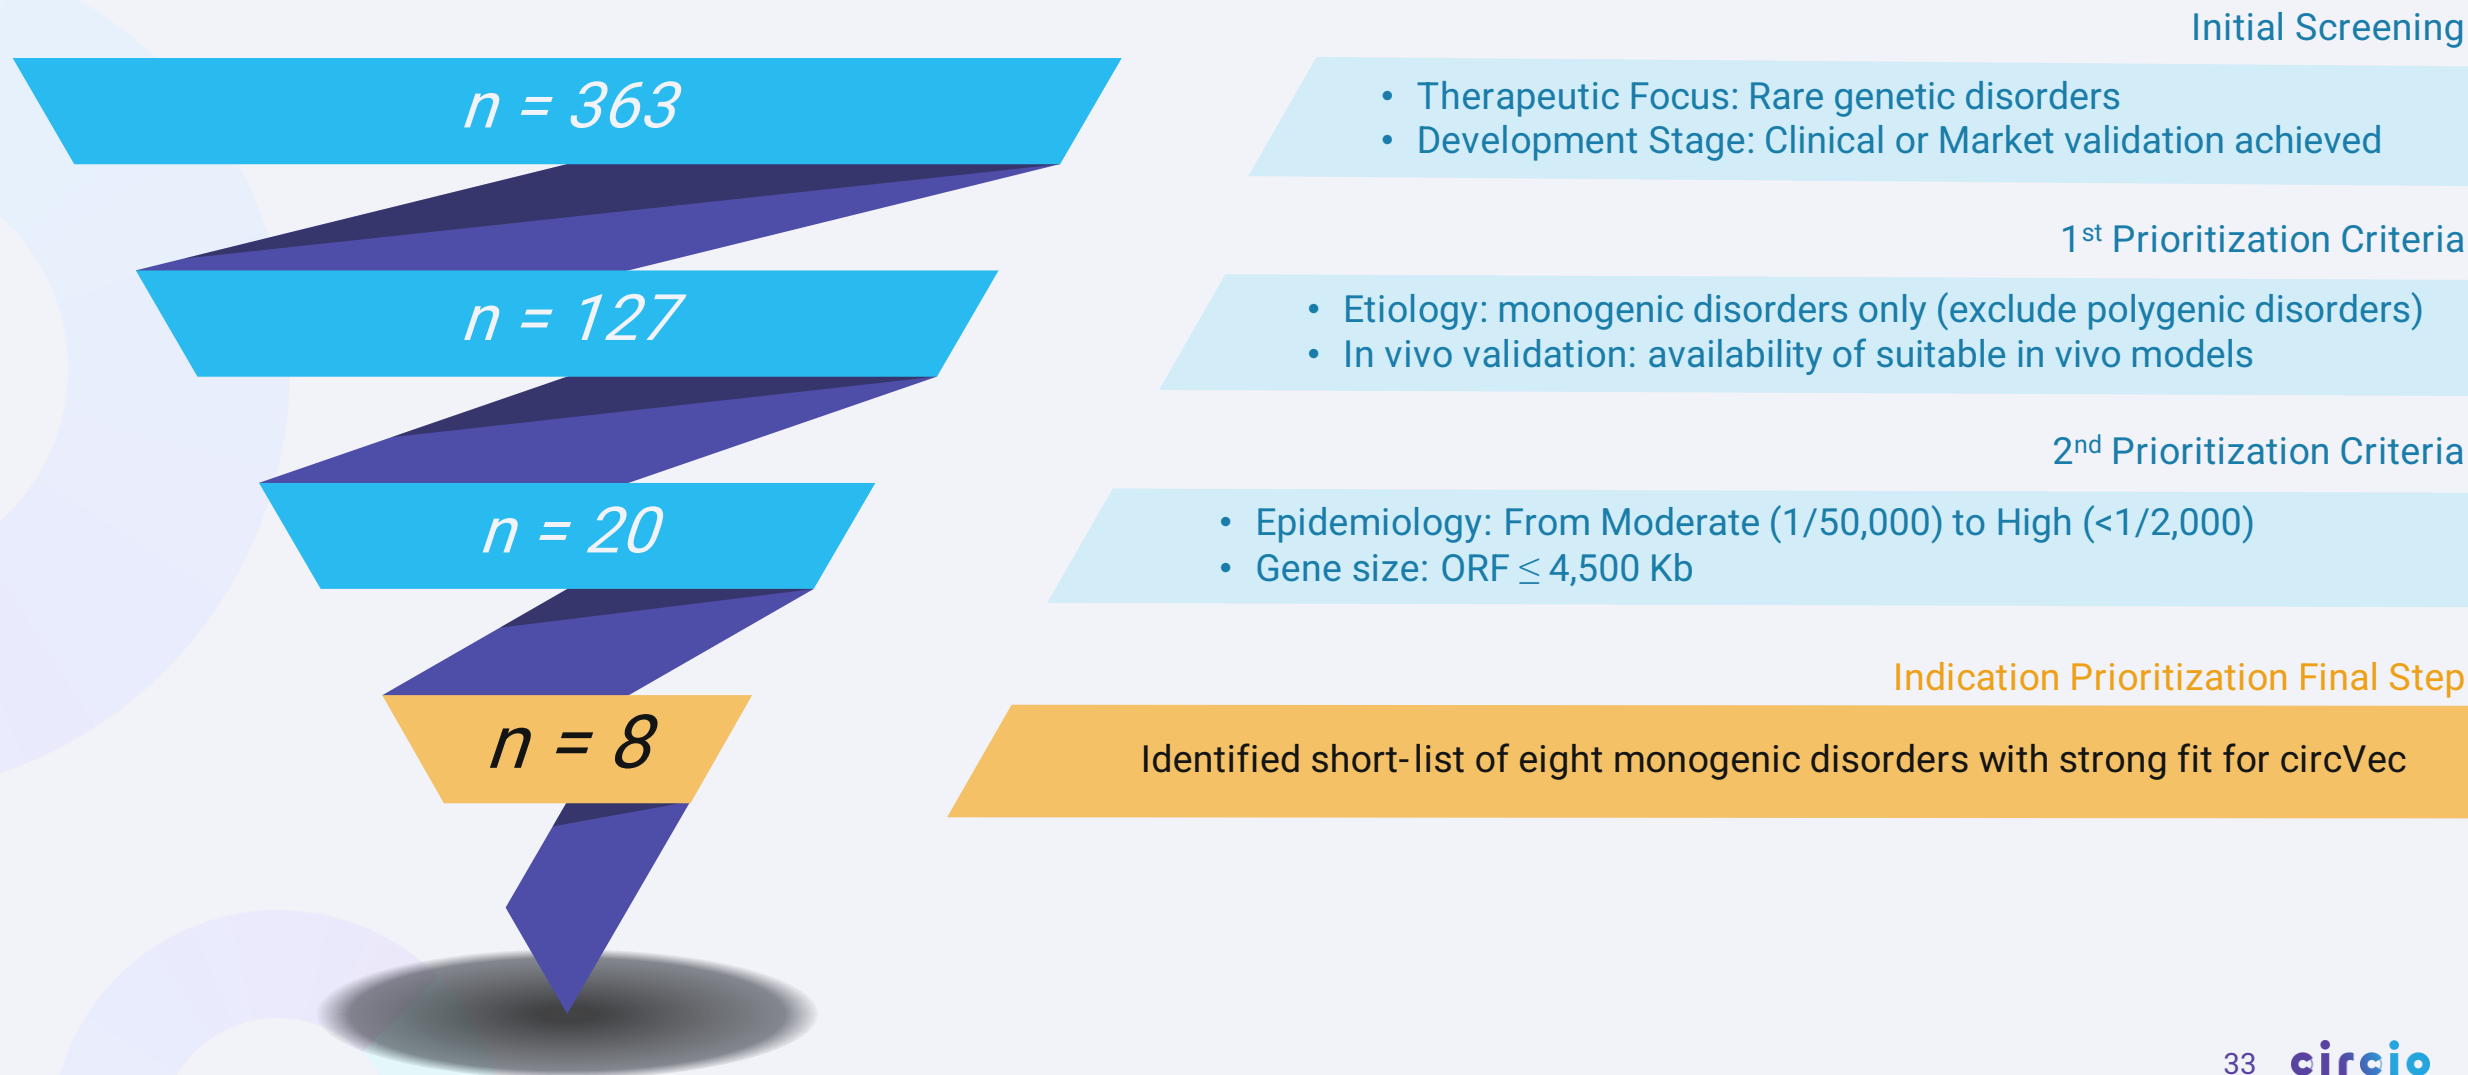 Initial Screening
n = 363
• Therapeutic Focus: Rare genetic disorders
• Development Stage: Clinical or Market validation achieved
1st Prioritization Criteria
n = 127
• Etiology: monogenic disorders only (exclude polygenic disorders)
• In vivo validation: availability of suitable in vivo models
2nd Prioritization Criteria
n = 20
• Epidemiology: From Moderate (1/50,000) to High (<1/2,000)
• Gene size: ORF ≤ 4,500 Kb
Indication Prioritization Final Step
n = 8
Identified short-list of eight monogenic disorders with strong fit for circVec
33
circio